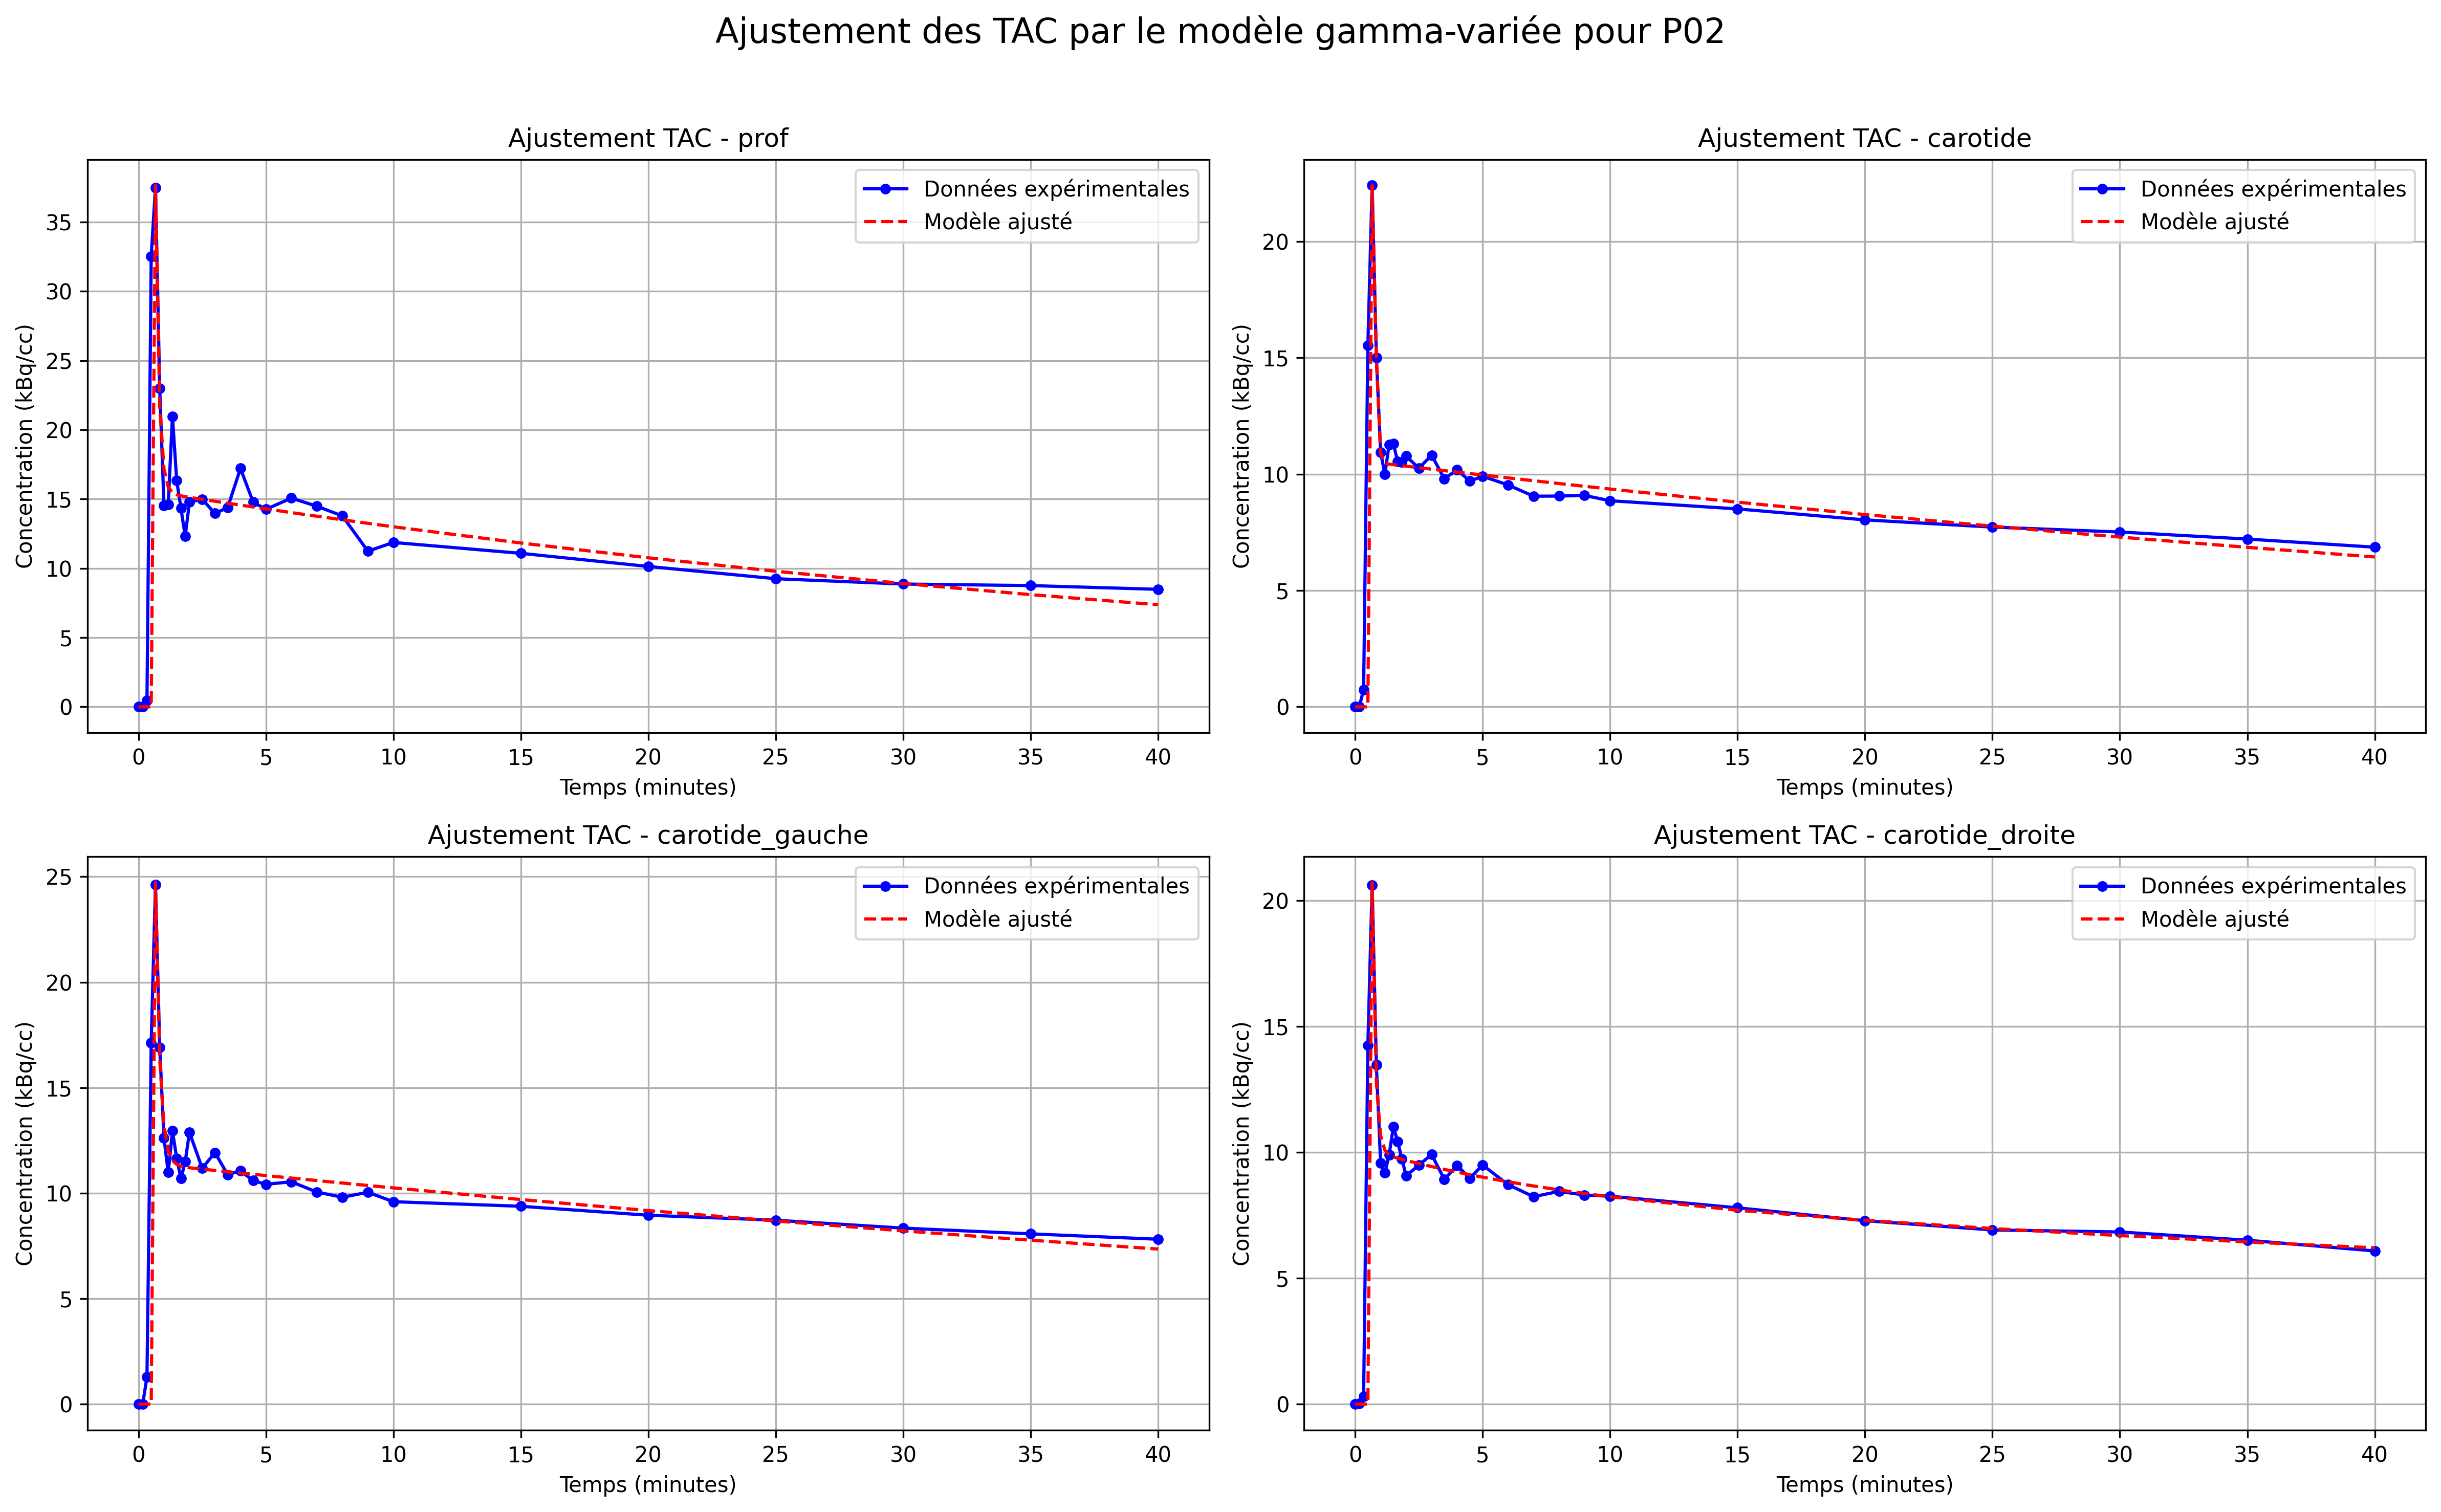 Ajustement des TAC par le modèle gamma-variée pour P02
Ajustement TAC - prof
Concentration (kBq/cc)
35
30
25
20
15
10
5
0
Données expérimentales
Modèle ajusté
0 5 10 15 20 25 30 35 40
Temps (minutes)
Ajustement TAC - carotide
Concentration (kBq/cc)
20
15
10
5
0
Données expérimentales
Modèle ajusté
0 5 10 15 20 25 30 35 40
Temps (minutes)
Ajustement TAC - carotide_gauche
Concentration (kBq/cc)
25
20
15
10
5
0
Données expérimentales
Modèle ajusté
0 5 10 15 20 25 30 35 40
Temps (minutes)
Ajustement TAC - carotide_droite
Concentration (kBq/cc)
20
15
10
5
0
Données expérimentales
Modèle ajusté
0 5 10 15 20 25 30 35 40
Temps (minutes)